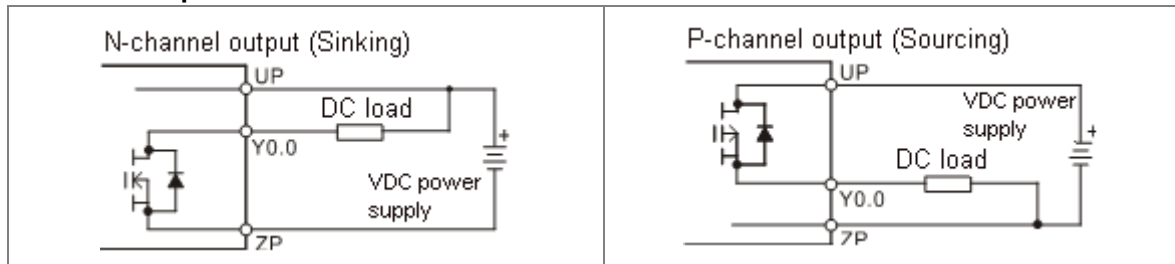 N-channel output (Sinking)
UP
DC load
Y0.0
+
VDC power
supply
ZP
P-channel output (Sourcing)
UP
VDC power
supply
+
DC load
Y0.0
ZP